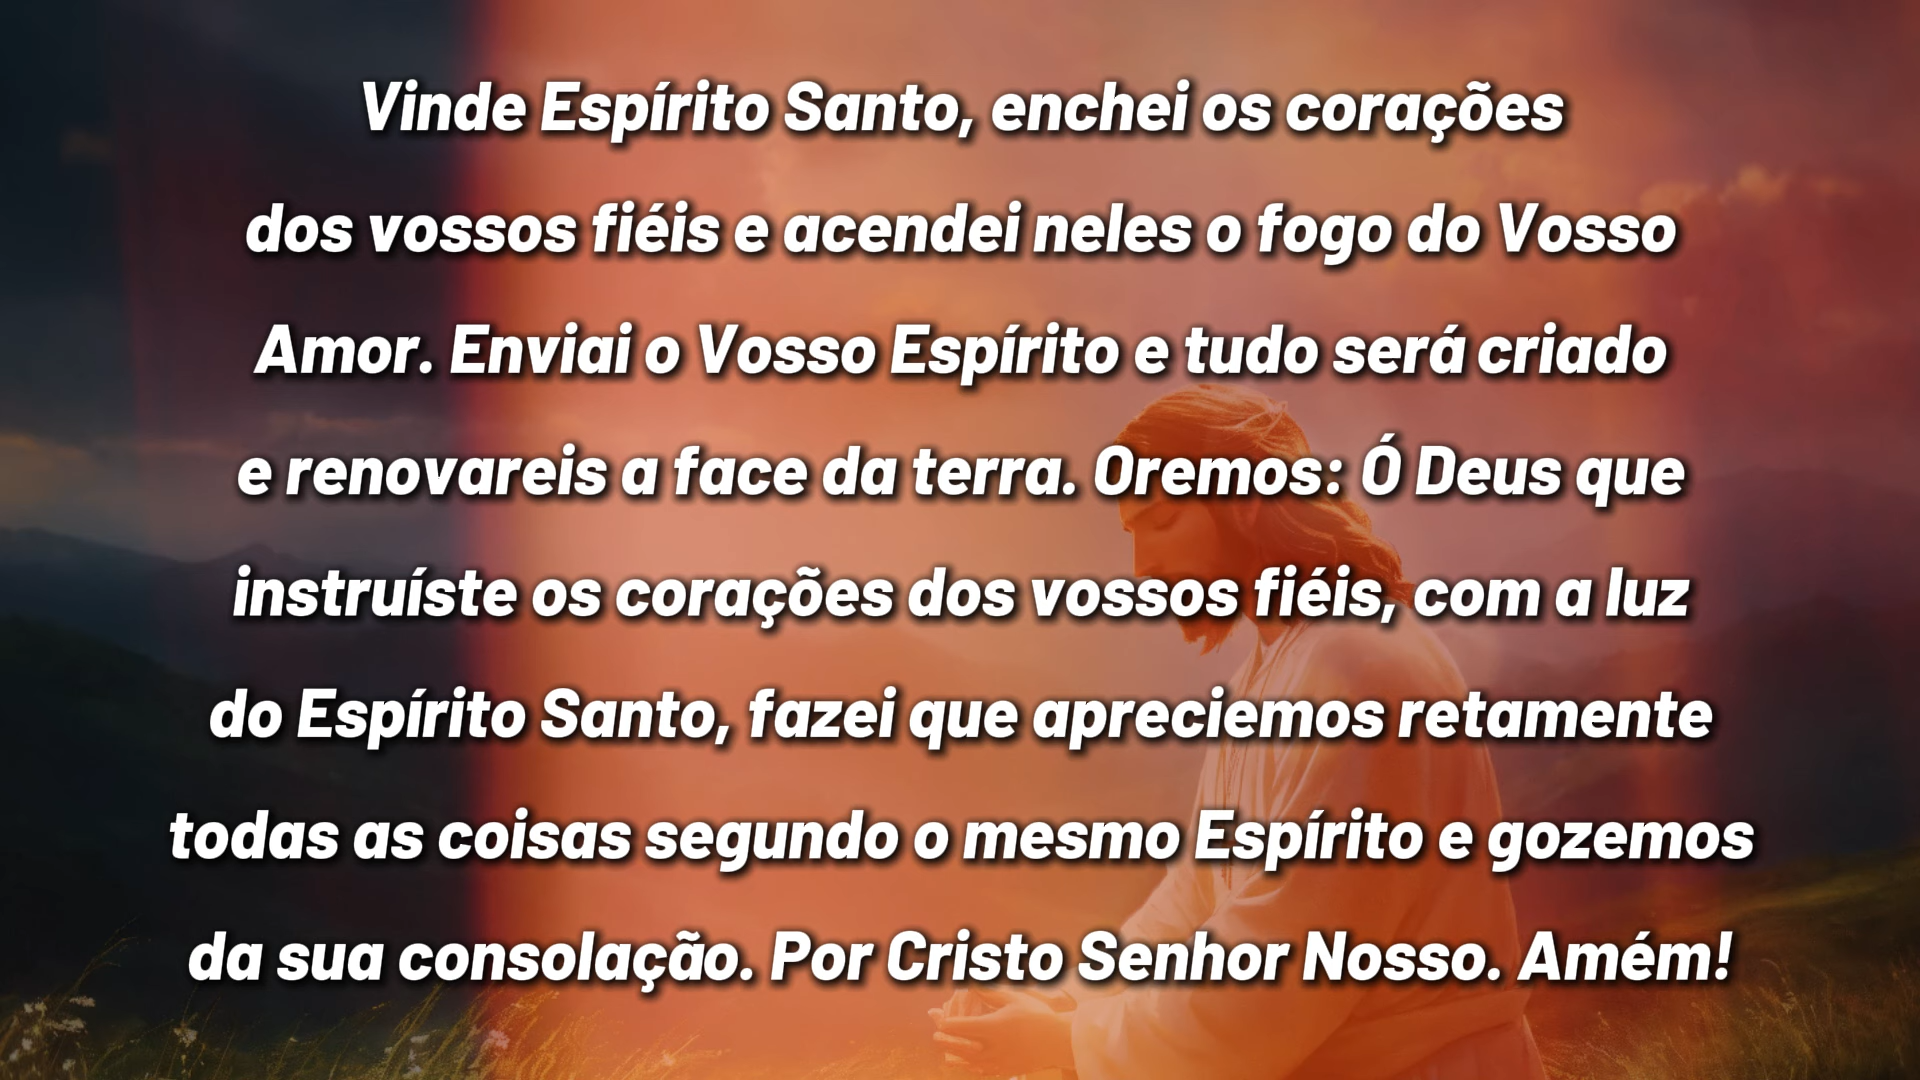 Vinde Espírito Santo, enchei os corações
dos vossos fiéis e acendei neles o fogo do Vosso
Amor. Enviai o Vosso Espírito e tudo será criado
e renovareis a face da terra. Oremos: Ó Deus que
instruíste os corações dos vossos fiéis, com a luz
do Espírito Santo, fazei que apreciemos retamente
todas as coisas segundo o mesmo Espírito e gozemos
da sua consolação. Por Cristo Senhor Nosso. Amém!